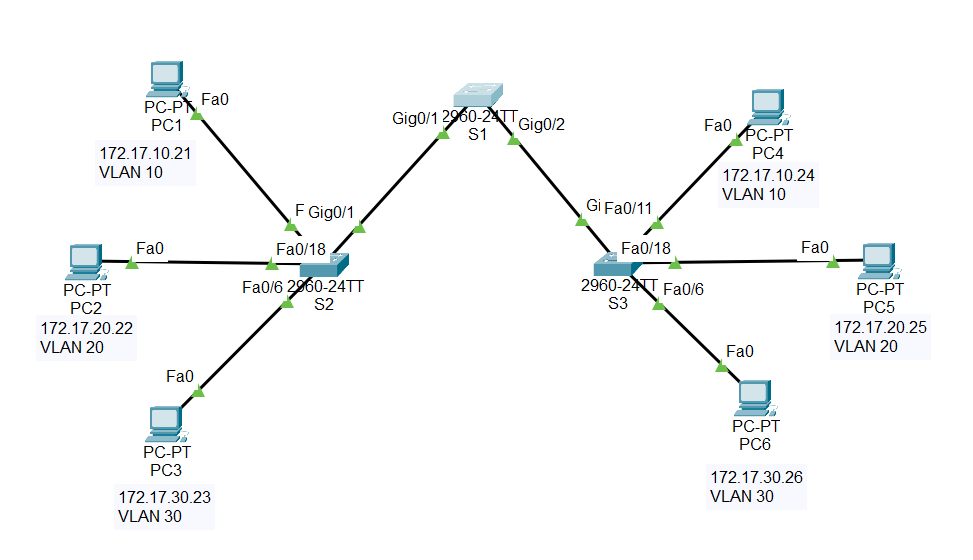 Fa0
PC-PT
PC1
172.17.10.21
VLAN 10
Gig0/1
2960-24TT
S1
Gig0/2
Fa0
PC-PT
PC4
172.17.10.24
VLAN 10
Gig0/1
Fa0/11
Fa0
PC-PT
PC2
172.17.20.22
VLAN 20
Fa0/18
2960-24TT
S2
Fa0/6
Fa0/18
2960-24TT
S3
Fa0/6
Fa0
PC-PT
PC5
172.17.20.25
VLAN 20
Fa0
PC-PT
PC3
172.17.30.23
VLAN 30
Fa0
PC-PT
PC6
172.17.30.26
VLAN 30